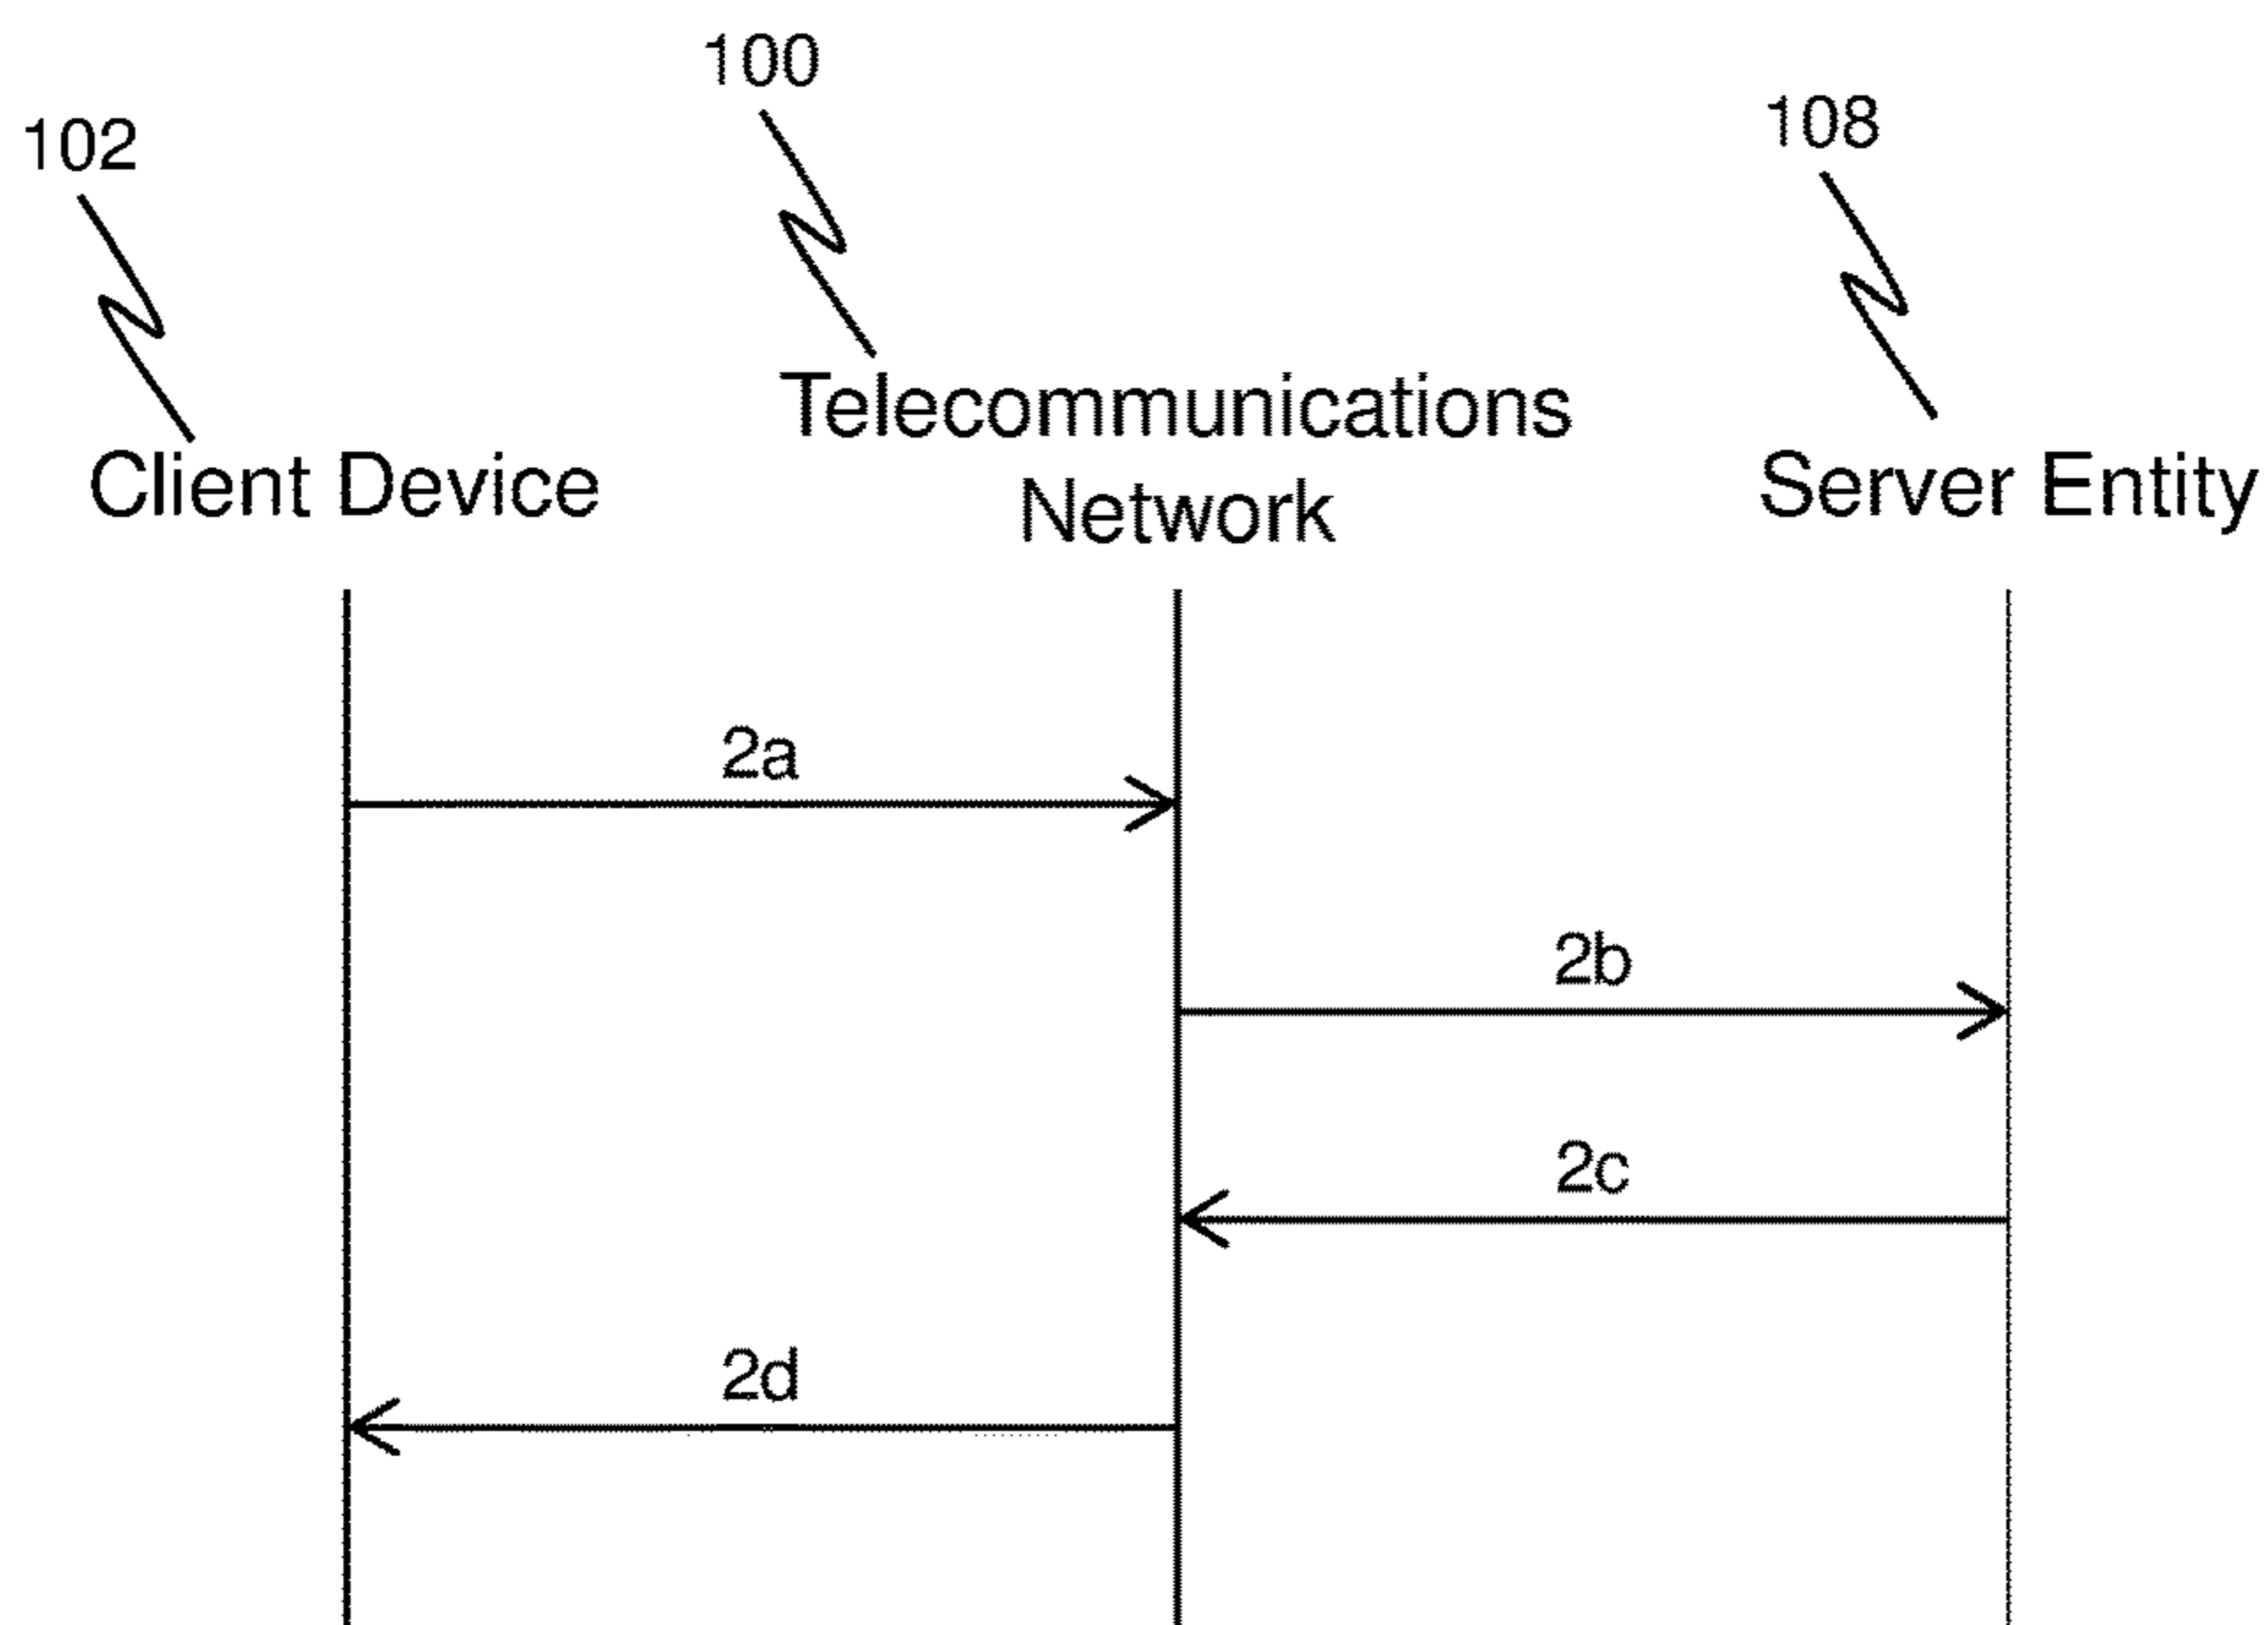 100
102
108
Telecommunications
Client Device
Network
Server Entity
2a
2b
2c
2d